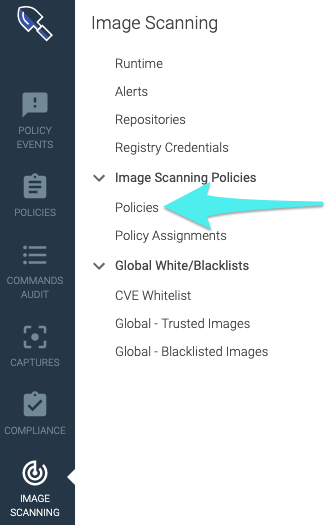 Image Scanning
Runtime
Alerts
Repositories
Registry Credentials
Image Scanning Policies
Policies
Policy Assignments
Global White/Blacklists
CVE Whitelist
Global - Trusted Images
Global - Blacklisted Images
POLICY
EVENTS
POLICIES
COMMANDS
AUDIT
CAPTURES
COMPLIANCE
IMAGE
SCANNING